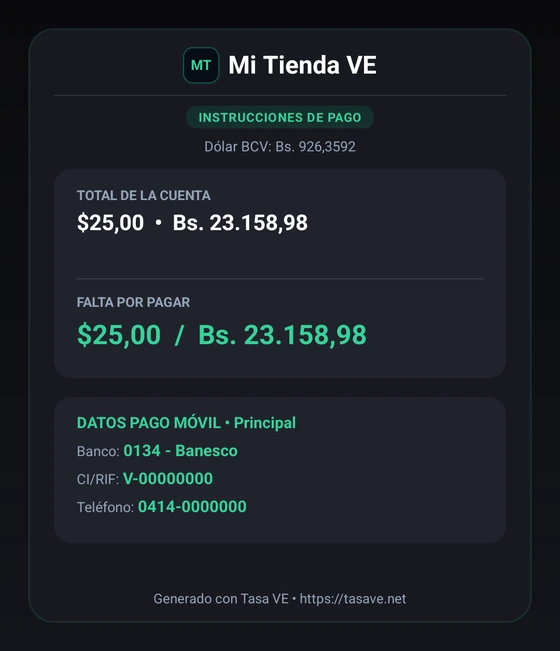 MT Mi Tienda VE
INSTRUCCIONES DE PAGO
Dólar BCV: Bs. 926,3592
TOTAL DE LA CUENTA
$25,00 • Bs. 23.158,98
FALTA POR PAGAR
$25,00 / Bs. 23.158,98
DATOS PAGO MÓVIL • Principal
Banco: 0134 - Banesco
CI/RIF: V-00000000
Teléfono: 0414-0000000
Generado con Tasa VE • https://tasave.net